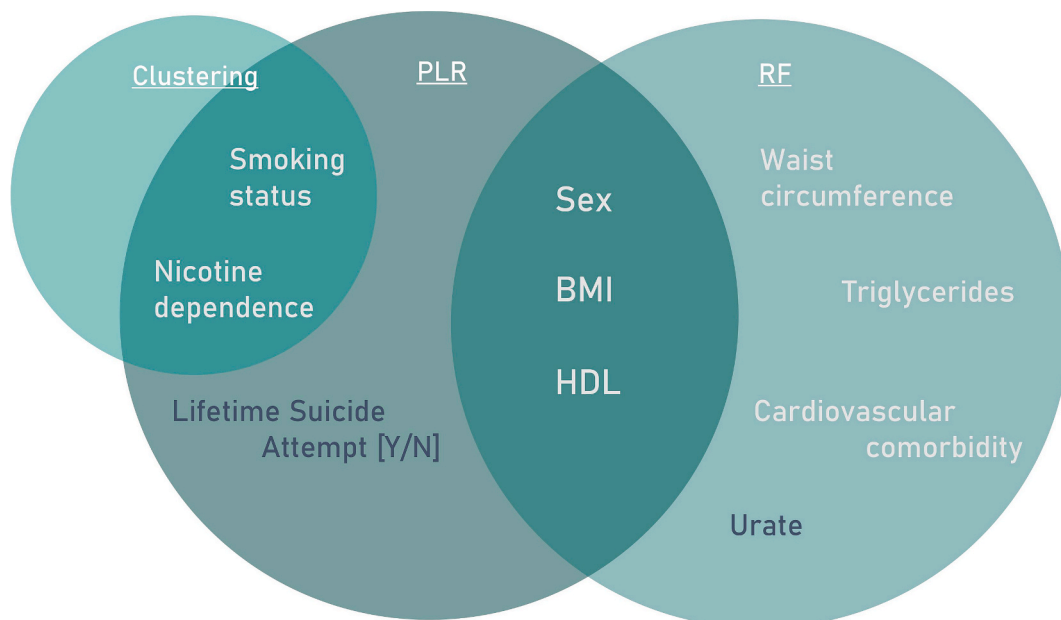 Clustering
PLR
RF
Smoking
status
Nicotine
dependence
Lifetime Suicide
Attempt [Y/N]
Sex
BMI
HDL
Waist
circumference
Triglycerides
Cardiovascular
comorbidity
Urate